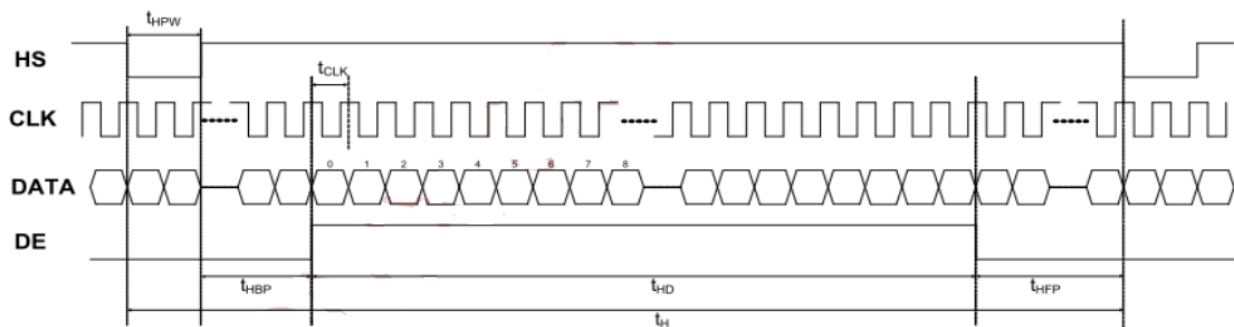 tHPW
HS
tCLK
CLK
0 1 2 3 4 5 6 7 8
DATA
DE
tHBP tHD tHFP
tH